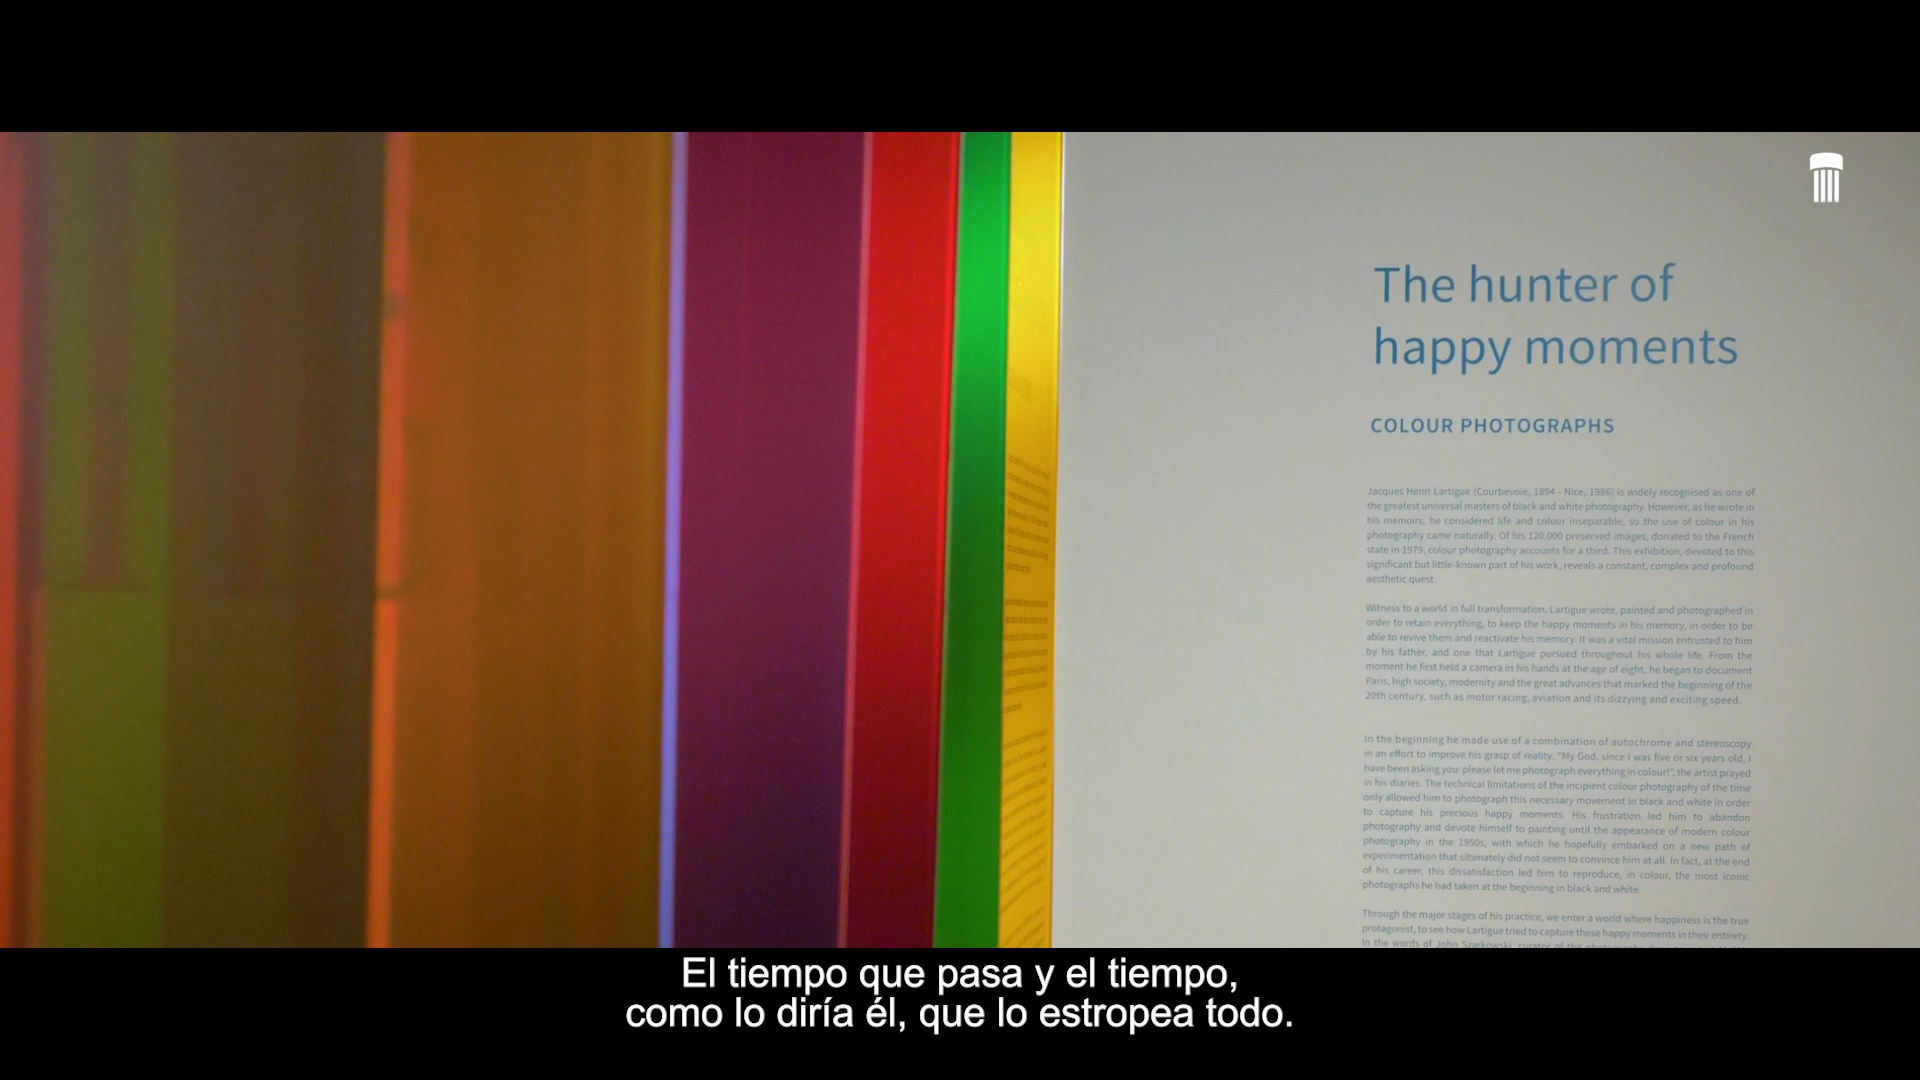 The hunter of
happy moments
COLOUR PHOTOGRAPHS
Jacques Henri Lartigue (Courbevoie, 1894 - Nice, 1986) is widely recognised as one of
the greatest universal masters of black and white photography. However, as he wrote in
his memoirs, he considered life and colour inseparable, so the use of colour in his
photography came naturally. Of his 120,000 preserved images, donated to the French
state in 1979, colour photography accounts for a third. This exhibition, devoted to this
significant but little-known part of his work, reveals a constant, complex and profound
aesthetic quest.
Witness to a world in full transformation, Lartigue wrote, painted and photographed in
order to retain everything, to keep the happy moments in his memory, in order to be
able to revive them and reactivate his memory. It was a vital mission entrusted to him
by his father, and one that Lartigue pursued throughout his whole life. From the
moment he first held a camera in his hands at the age of eight, he began to document
Paris, high society, modernity and the great advances that marked the beginning of the
20th century, such as motor racing, aviation and its dizzying and exciting speed.
In the beginning he made use of a combination of autochrome and stereoscopy
in an effort to improve his grasp of reality. "My God, since I was five or six years old, I
have been asking you: please let me photograph everything in colour!", the artist prayed
in his diaries. The technical limitations of the incipient colour photography of the time
only allowed him to photograph this necessary movement in black and white in order
to capture his precious happy moments. His frustration led him to abandon
photography and devote himself to painting until the appearance of modern colour
photography in the 1950s, with which he hopefully embarked on a new path of
experimentation that ultimately did not seem to convince him at all. In fact, at the end
of his career, this dissatisfaction led him to reproduce, in colour, the most iconic
photographs he had taken at the beginning in black and white.
Through the major stages of his practice, we enter a world where happiness is the true
protagonist, to see how Lartigue tried to capture these happy moments in their entirety.
In the words of John Szarkowski, curator of the photography
El tiempo que pasa y el tiempo,
como lo diría él, que lo estropea todo.